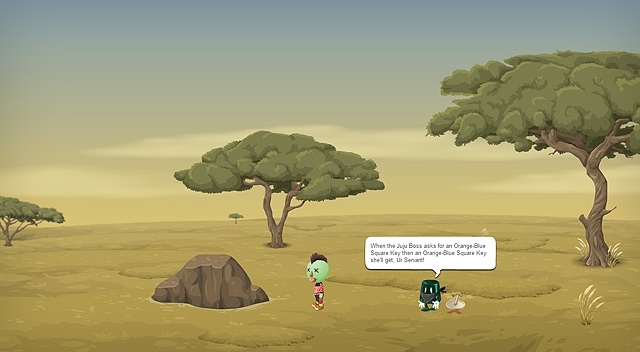 When the Juju Boss asks for an Orange-Blue
Square Key then an Orange-Blue Square Key
she'll get, Ur Senant!